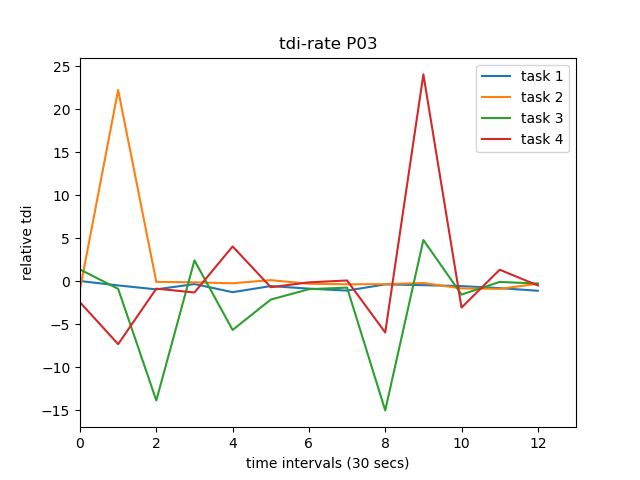 tdi-rate P03
25
20
15
10
5
0
−5
−10
−15
relative tdi
task 1
task 2
task 3
task 4
0 2 4 6 8 10 12
time intervals (30 secs)